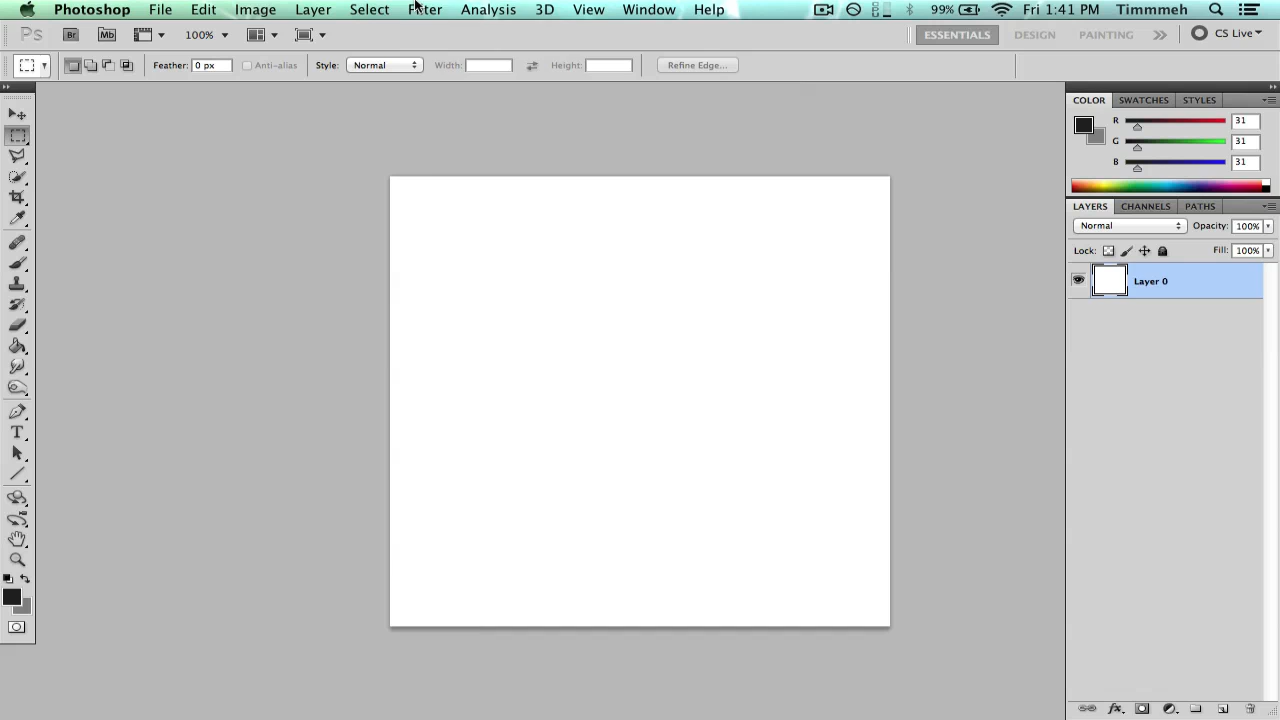 Photoshop File Edit Image Layer Select Filter Analysis 3D View Window Help 99% Fri 1:41 PM Timmmeh
Ps Br Mb 100% ESSENTIALS DESIGN PAINTING CS Live
Feather: 0 px Anti-alias Style: Normal Width: Height: Refine Edge...
COLOR SWATCHES STYLES
R 31
G 31
B 31
LAYERS CHANNELS PATHS
Normal Opacity: 100%
Lock: Fill: 100%
Layer 0